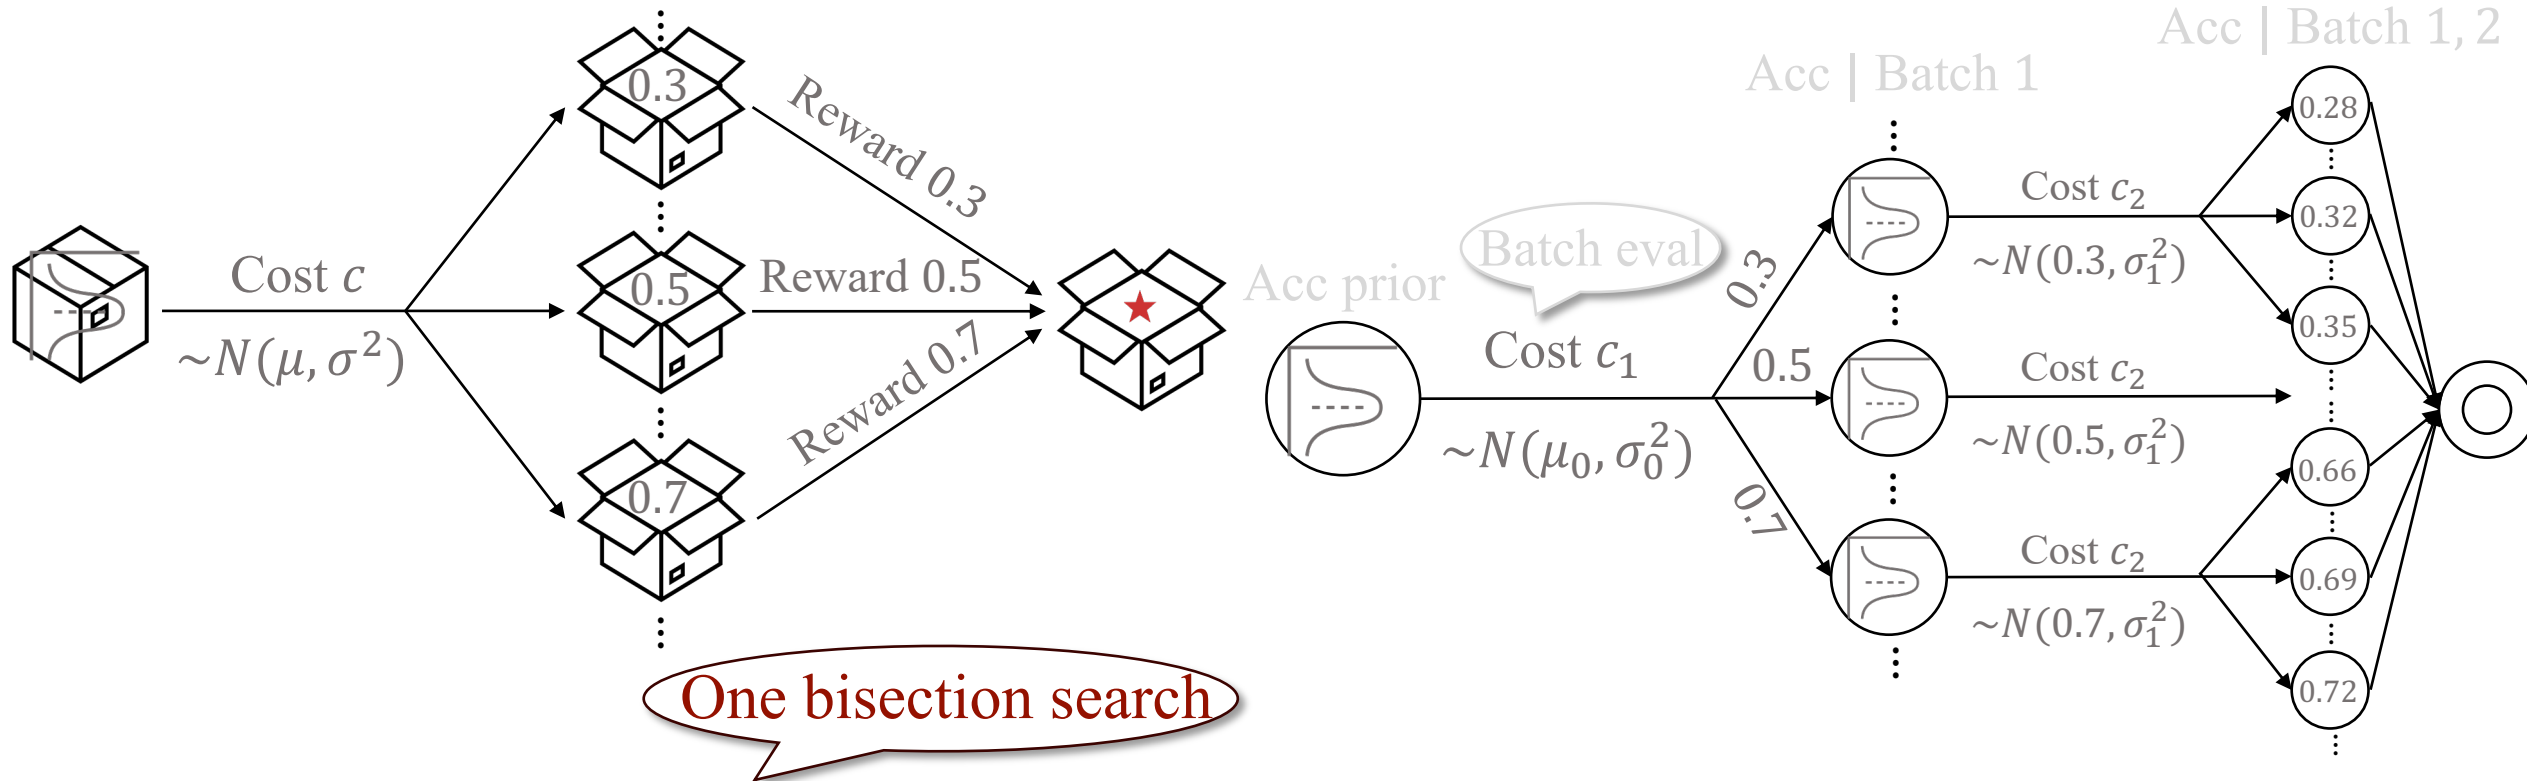 0.3
0.5
0.7
Cost c
~N(μ, σ²)
Reward 0.3
Reward 0.5
Reward 0.7
One bisection search
Acc prior
Batch eval
Cost c₁
~N(μ₀, σ₀²)
0.3
0.5
0.7
Acc | Batch 1
Cost c₂
~N(0.3, σ₁²)
Cost c₂
~N(0.5, σ₁²)
Cost c₂
~N(0.7, σ₁²)
Acc | Batch 1, 2
0.28
0.32
0.35
0.66
0.69
0.72